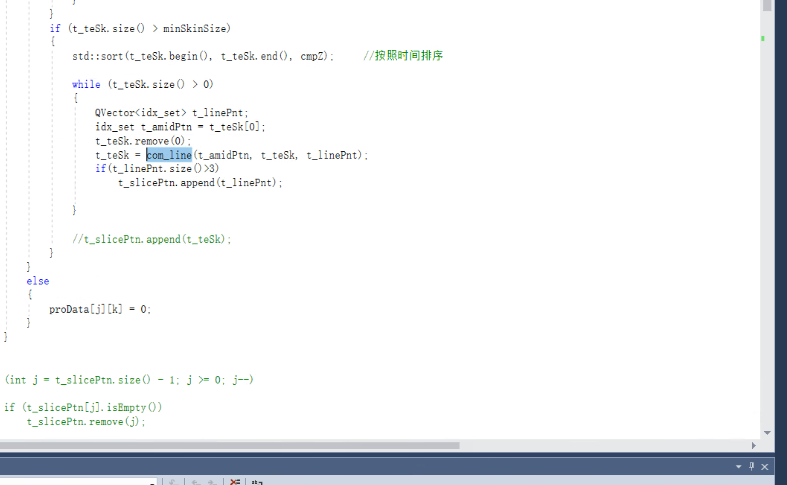 }
}
if (t_teSk.size() > minSkinSize)
{
std::sort(t_teSk.begin(), t_teSk.end(), cmpZ);     //按照时间排序
while (t_teSk.size() > 0)
{
QVector<idx_set> t_linePnt;
idx_set t_amidPtn = t_teSk[0];
t_teSk.remove(0);
t_teSk = com_line(t_amidPtn, t_teSk, t_linePnt);
if(t_linePnt.size()>3)
t_slicPtn.append(t_linePnt);
}
//t_slicePtn.append(t_teSk);
}
}
else
{
proData[j][k] = 0;
}
}
(int j = t_slicePtn.size() - 1; j >= 0; j--)
if (t_slicePtn[j].isEmpty())
t_slicePtn.remove(j);